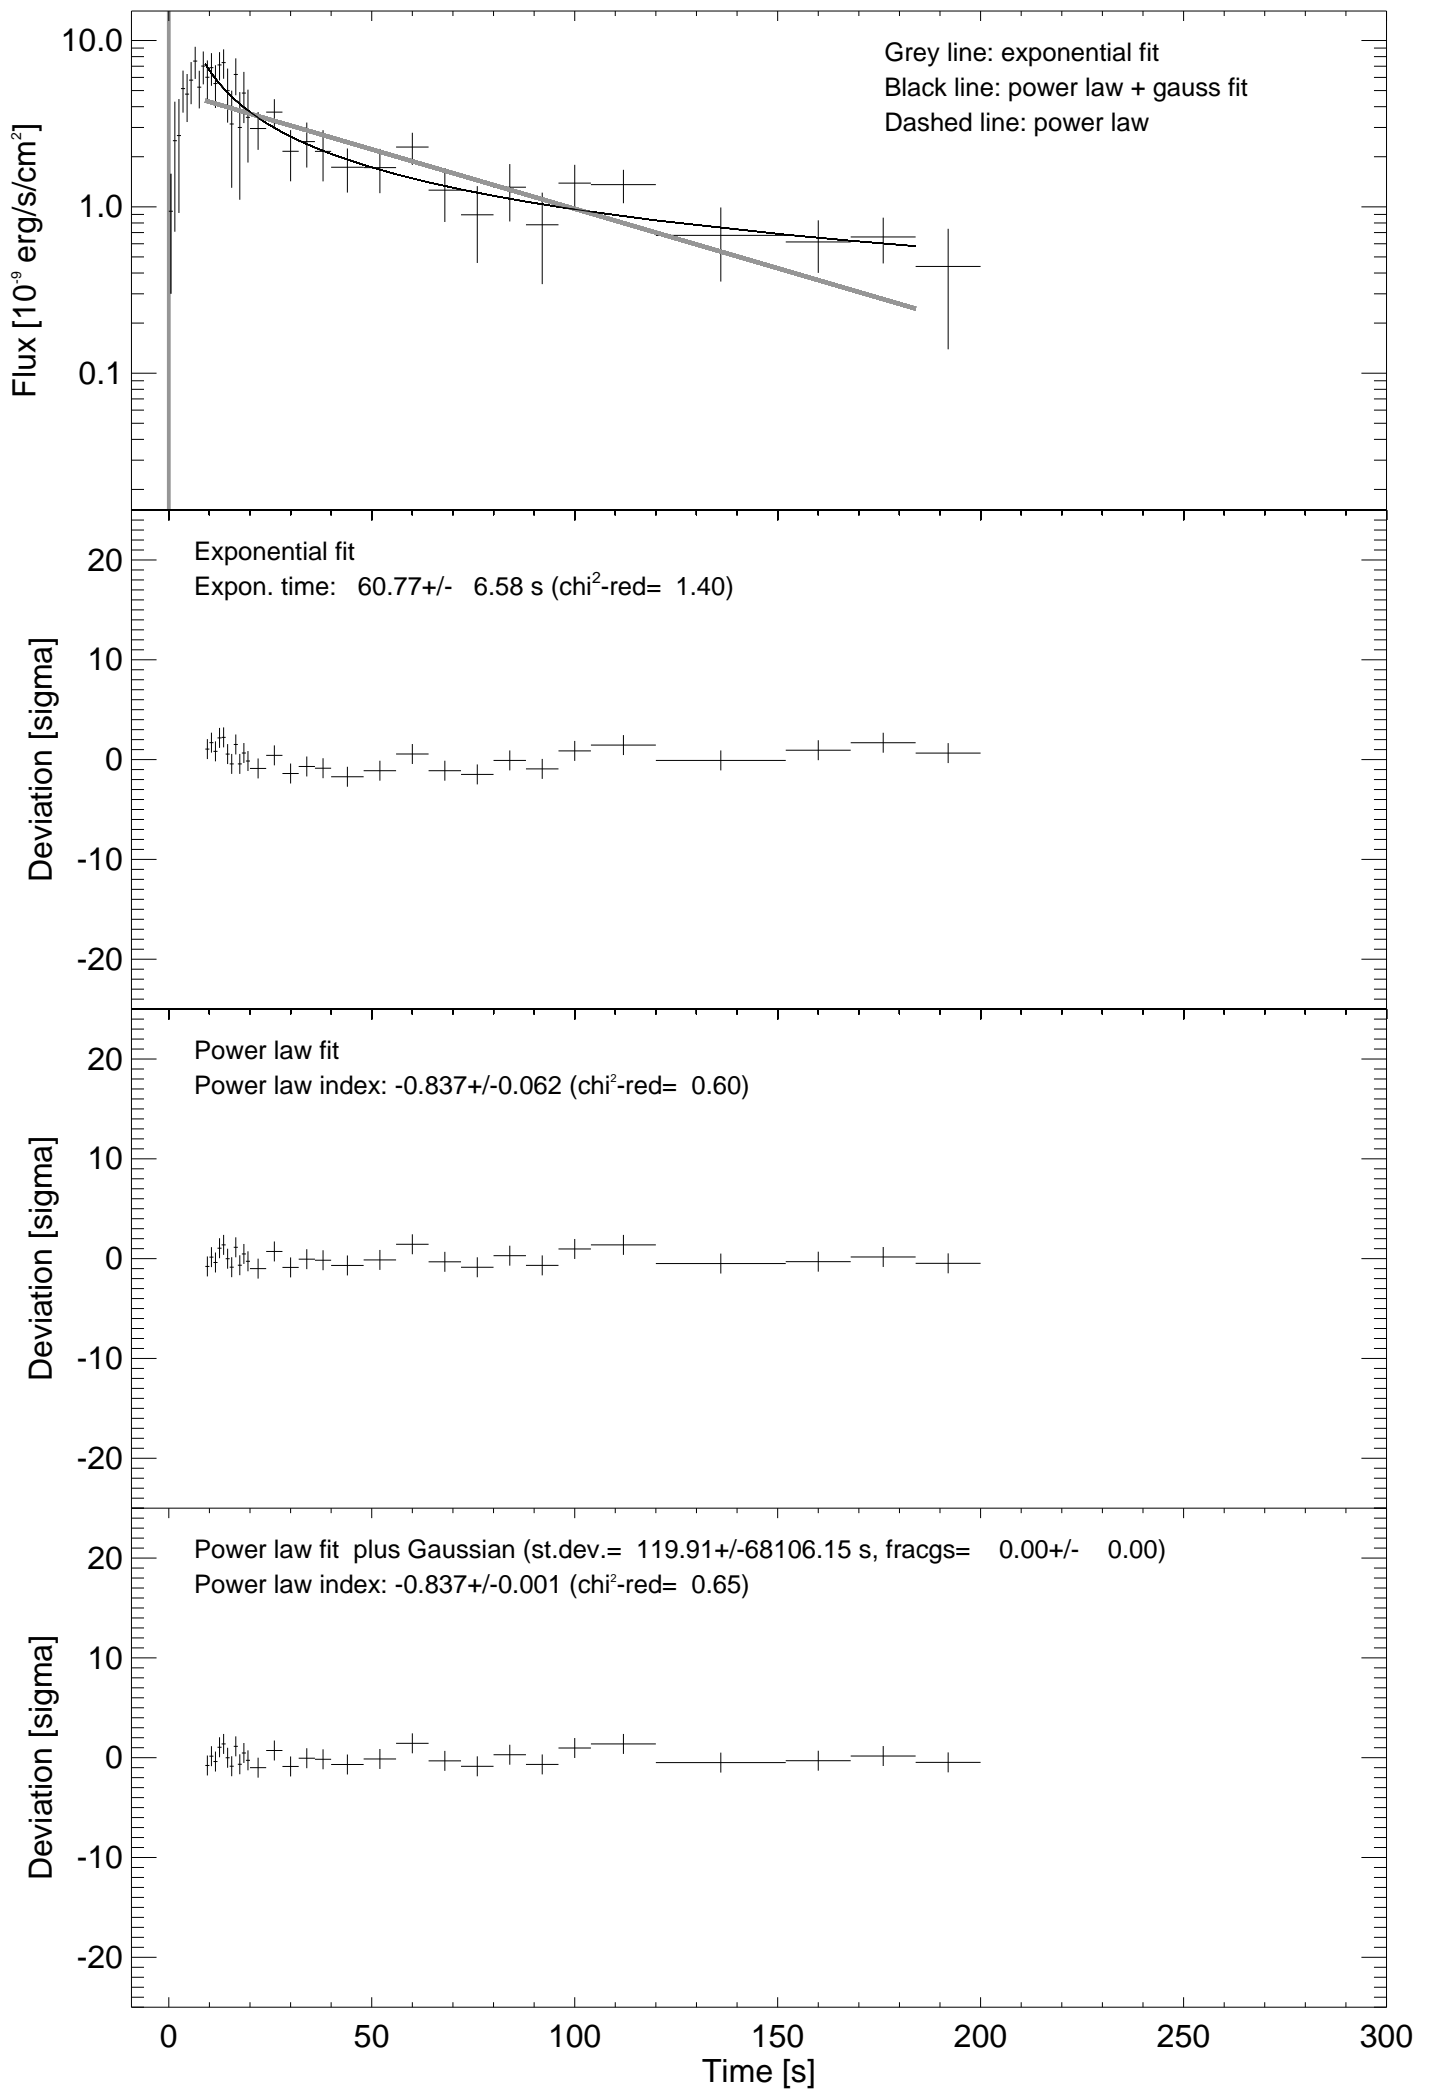 Grey line: exponential fit
Black line: power law + gauss fit
Dashed line: power law
10.0
1.0
0.1
Flux [10-9 erg/s/cm2]
Exponential fit
Expon. time: 60.77+/- 6.58 s (chi2-red= 1.40)
20
10
0
-10
-20
Deviation [sigma]
Power law fit
Power law index: -0.837+/-0.062 (chi2-red= 0.60)
20
10
0
-10
-20
Deviation [sigma]
Power law fit plus Gaussian (st.dev.= 119.91+/-68106.15 s, fracgs= 0.00+/- 0.00)
Power law index: -0.837+/-0.001 (chi2-red= 0.65)
20
10
0
-10
-20
Deviation [sigma]
0 50 100 150 200 250 300
Time [s]